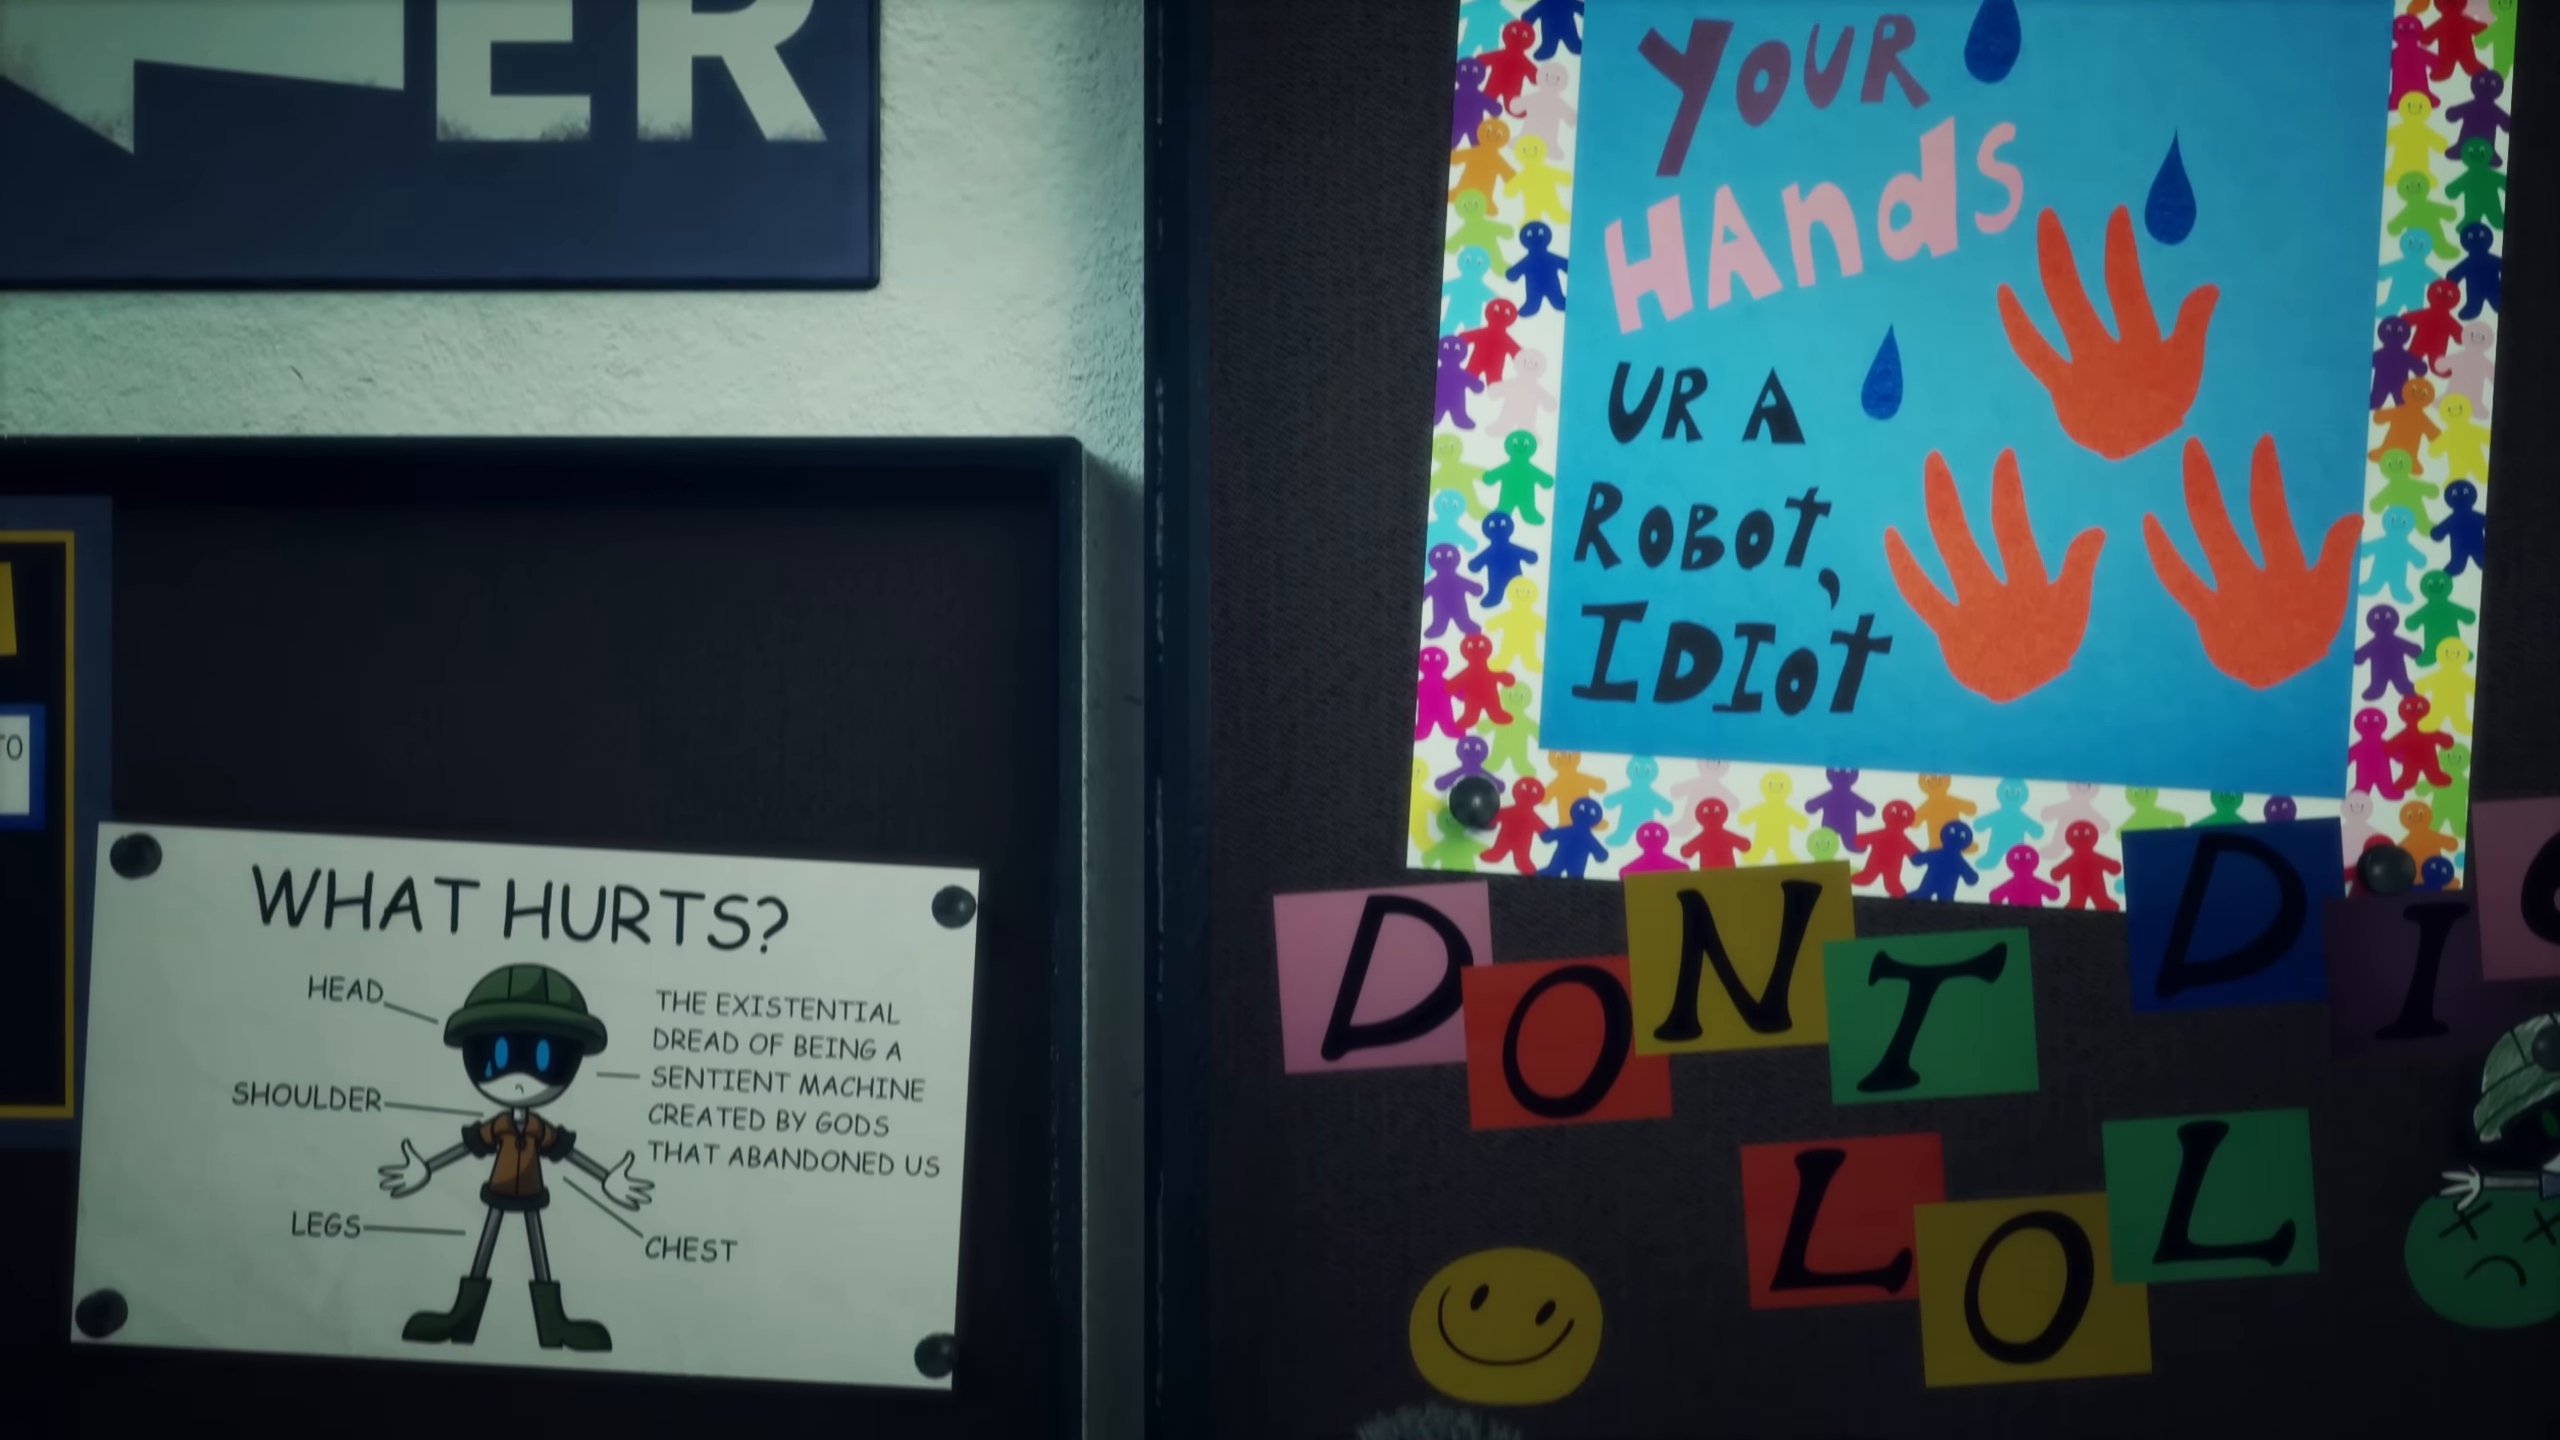 ER
TO
WHAT HURTS?
HEAD
SHOULDER
LEGS
THE EXISTENTIAL
DREAD OF BEING A
SENTIENT MACHINE
CREATED BY GODS
THAT ABANDONED US
CHEST
YOUR
HAndS
UR A
ROBOT,
IDIOT
DONT DI
LOL